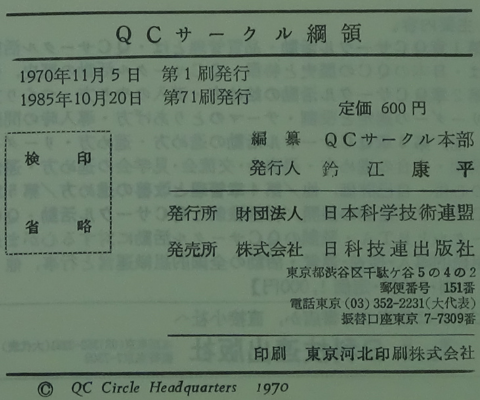 QCサークル綱領
1970年11月5日 第1刷発行
1985年10月20日 第71刷発行
定価 600円
検印
省略
編纂 QCサークル本部
発行人 鈴江康平
発行所 財団法人 日本科学技術連盟
発売所 株式会社 日科技連出版社
東京都渋谷区千駄ケ谷5の4の2
郵便番号 151番
電話東京(03)352-2231(大代表)
振替口座東京 7-7309番
印刷 東京河北印刷株式会社
© QC Circle Headquarters 1970